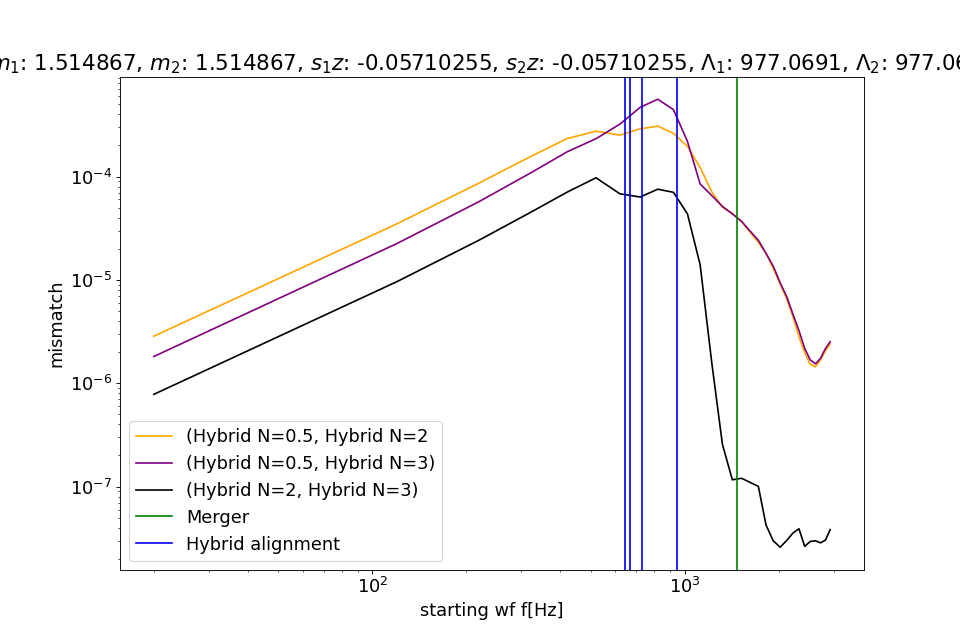 m₁: 1.514867, m₂: 1.514867, s₁z: -0.05710255, s₂z: -0.05710255, Λ₁: 977.0691, Λ₂: 977.06
10⁻⁴
10⁻⁵
10⁻⁶
10⁻⁷
mismatch
(Hybrid N=0.5, Hybrid N=2
(Hybrid N=0.5, Hybrid N=3)
(Hybrid N=2, Hybrid N=3)
Merger
Hybrid alignment
10² 10³
starting wf f[Hz]